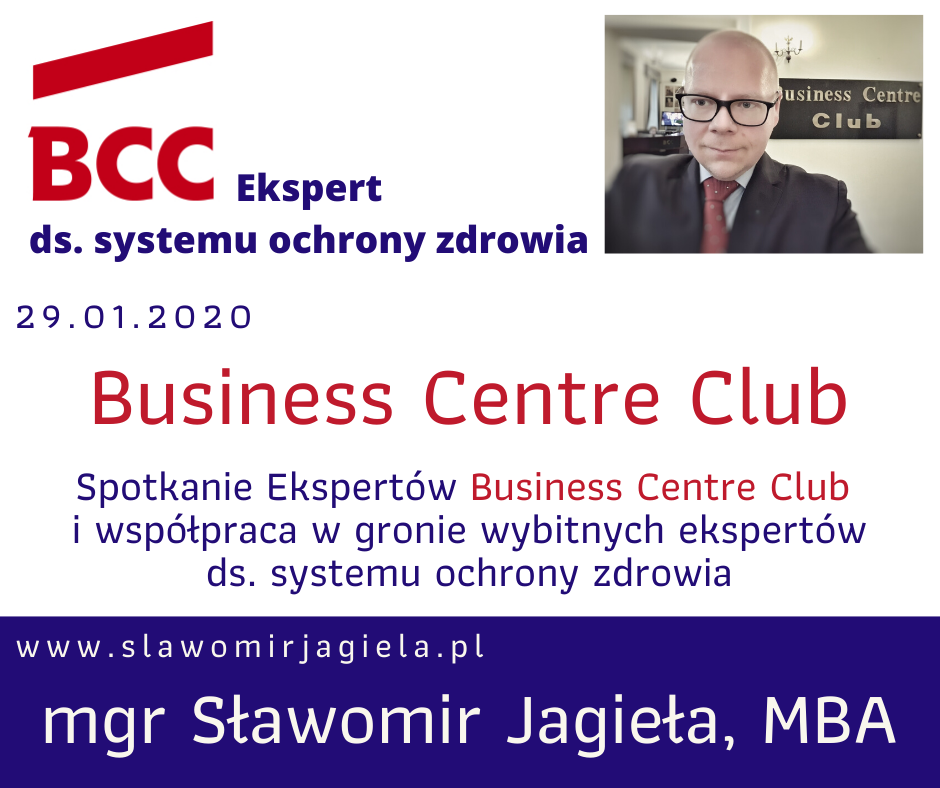 BCC Ekspert
ds. systemu ochrony zdrowia
Business Centre
Club
29.01.2020
Business Centre Club
Spotkanie Ekspertów Business Centre Club
i współpraca w gronie wybitnych ekspertów
ds. systemu ochrony zdrowia
www.slawomirjagiela.pl
mgr Sławomir Jagieła, MBA